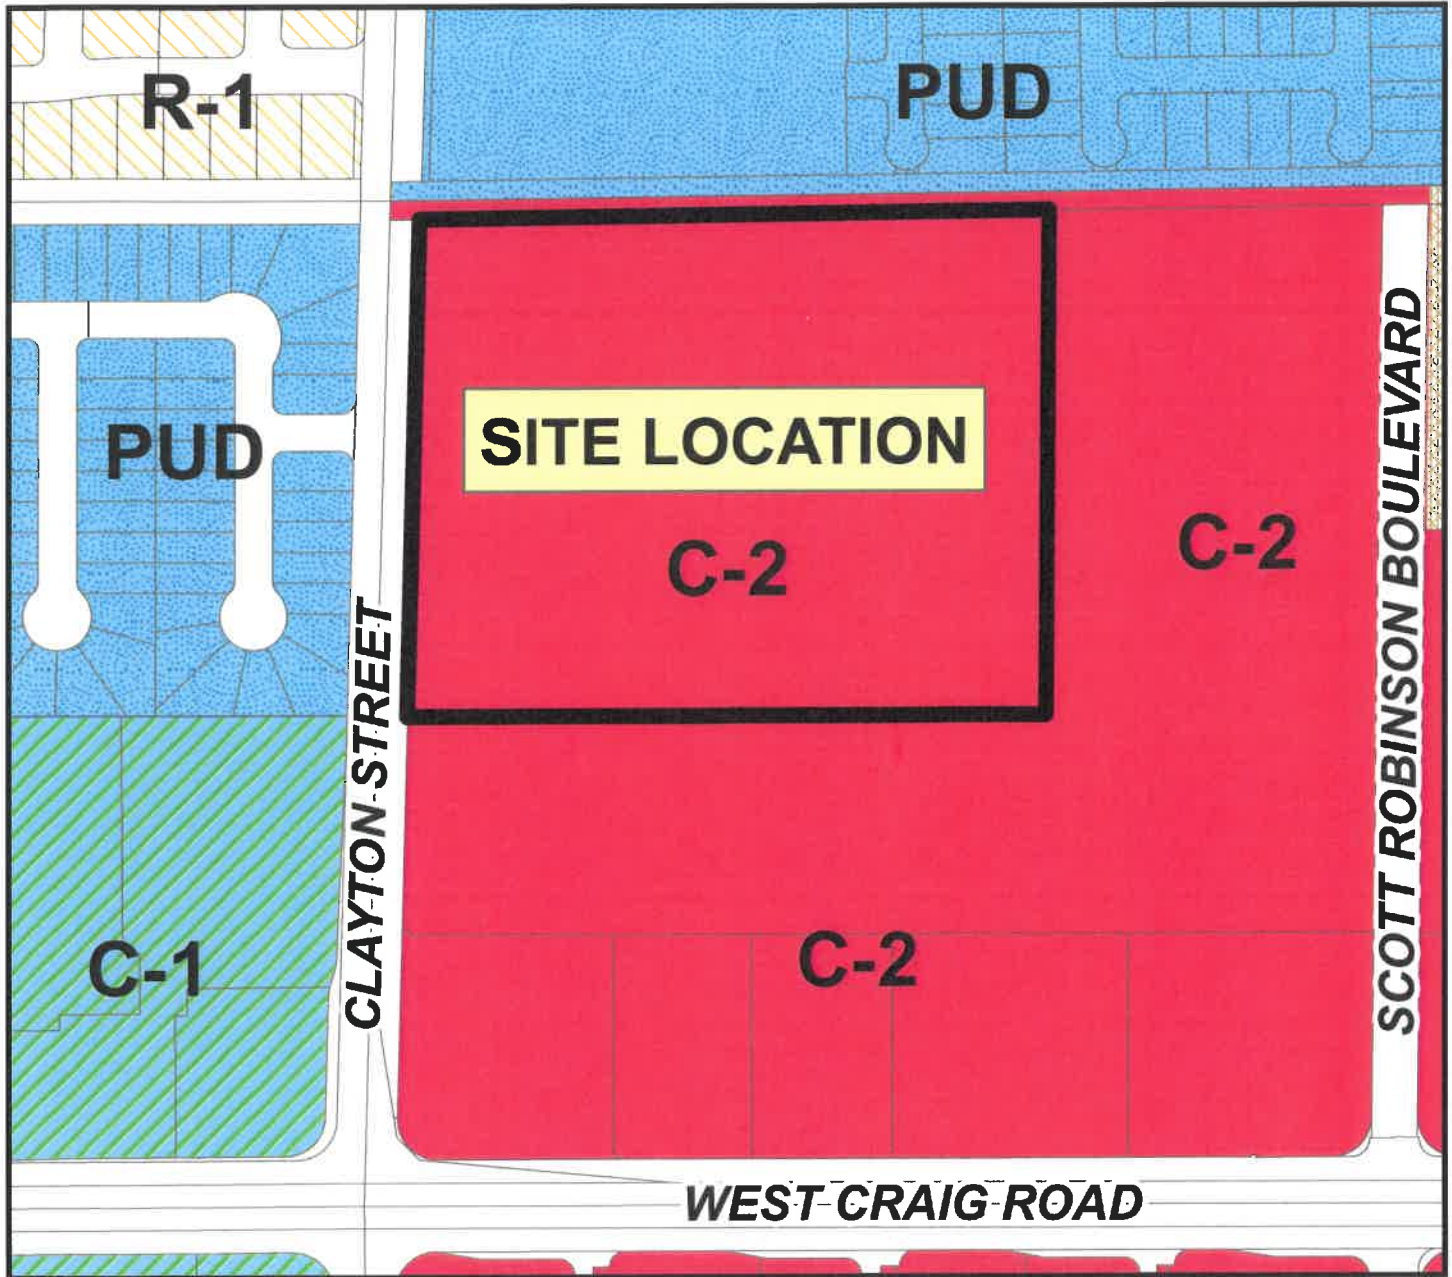 R-1
PUD
SITE LOCATION
PUD
C-2
C-2
SCOTT ROBINSON BOULEVARD
CLAYTON STREET
C-1
C-2
WEST CRAIG ROAD